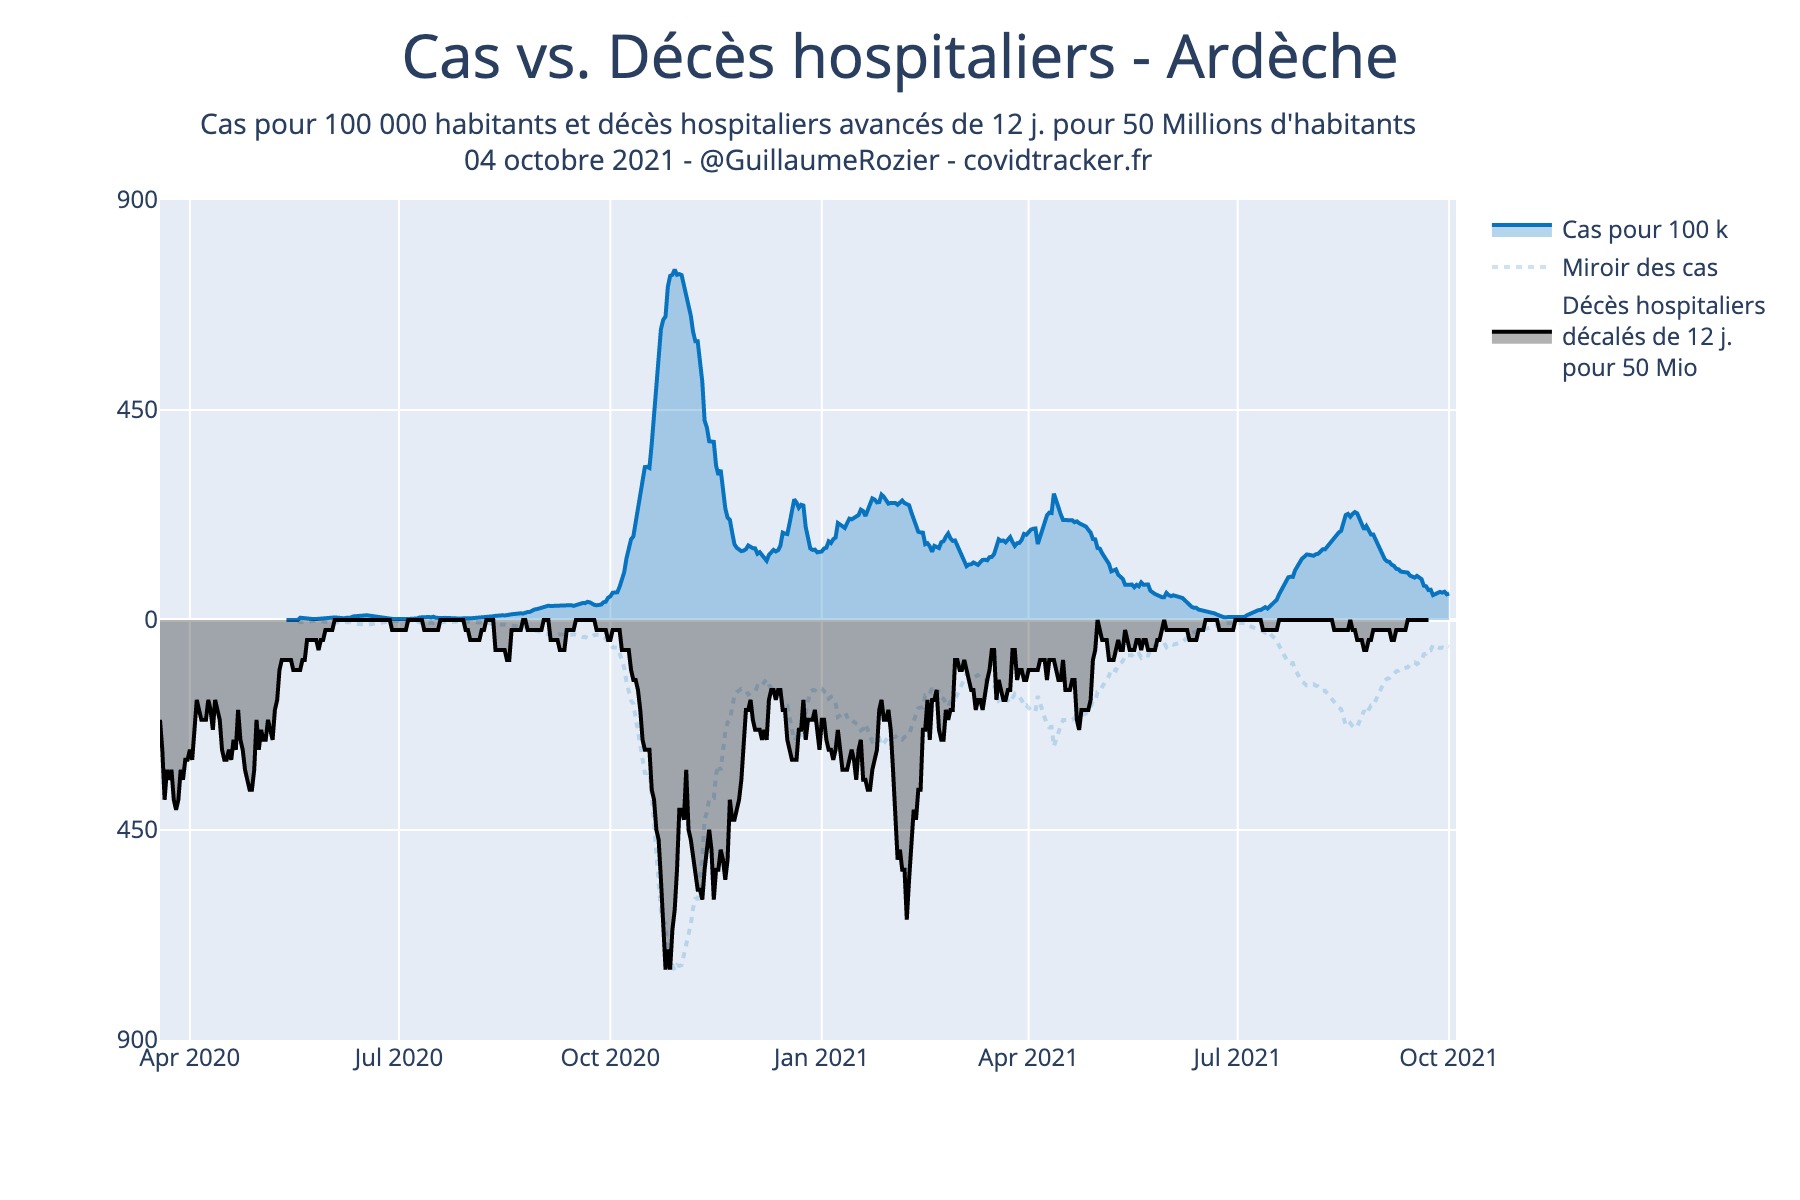 Cas vs. Décès hospitaliers - Ardèche
Cas pour 100 000 habitants et décès hospitaliers avancés de 12 j. pour 50 Millions d'habitants
04 octobre 2021 - @GuillaumeRozier - covidtracker.fr
900
450
0
450
900
Apr 2020
Jul 2020
Oct 2020
Jan 2021
Apr 2021
Jul 2021
Oct 2021
Cas pour 100 k
Miroir des cas
Décès hospitaliers
décalés de 12 j.
pour 50 Mio